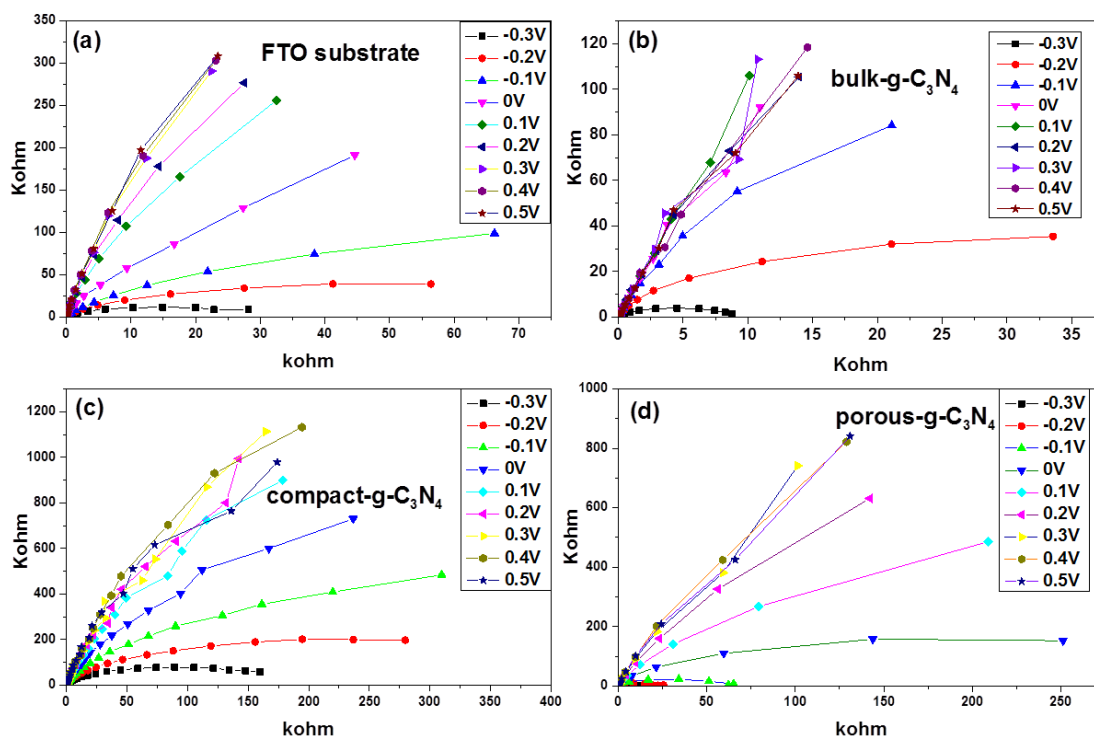 (a)
FTO substrate
-0.3V
-0.2V
-0.1V
0V
0.1V
0.2V
0.3V
0.4V
0.5V
Kohm
350
300
250
200
150
100
50
0
0 10 20 30 40 50 60 70
kohm
(b)
bulk-g-C3N4
-0.3V
-0.2V
-0.1V
0V
0.1V
0.2V
0.3V
0.4V
0.5V
Kohm
120
100
80
60
40
20
0
0 5 10 15 20 25 30 35
Kohm
(c)
compact-g-C3N4
-0.3V
-0.2V
-0.1V
0V
0.1V
0.2V
0.3V
0.4V
0.5V
Kohm
1200
1000
800
600
400
200
0
0 50 100 150 200 250 300 350 400
kohm
(d)
porous-g-C3N4
-0.3V
-0.2V
-0.1V
0V
0.1V
0.2V
0.3V
0.4V
0.5V
Kohm
1000
800
600
400
200
0
0 50 100 150 200 250
kohm